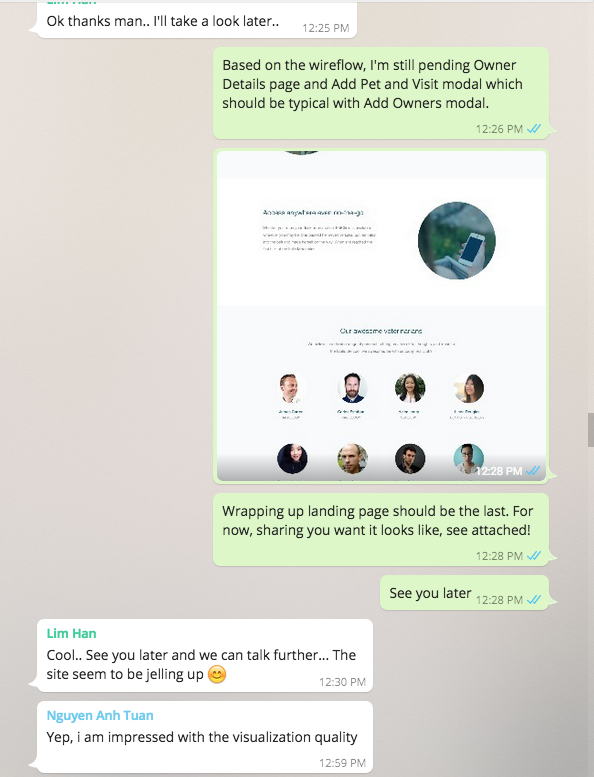 Lim Han
Ok thanks man.. I'll take a look later..
12:25 PM
Based on the wireflow, I'm still pending Owner
Details page and Add Pet and Visit modal which
should be typical with Add Owners modal.
12:26 PM
Access anywhere even on-the-go
Our awesome veterinarians
12:28 PM
Wrapping up landing page should be the last. For
now, sharing you want it looks like, see attached!
12:28 PM
See you later
12:28 PM
Lim Han
Cool.. See you later and we can talk further... The
site seem to be jelling up 😊
12:30 PM
Nguyen Anh Tuan
Yep, i am impressed with the visualization quality
12:59 PM